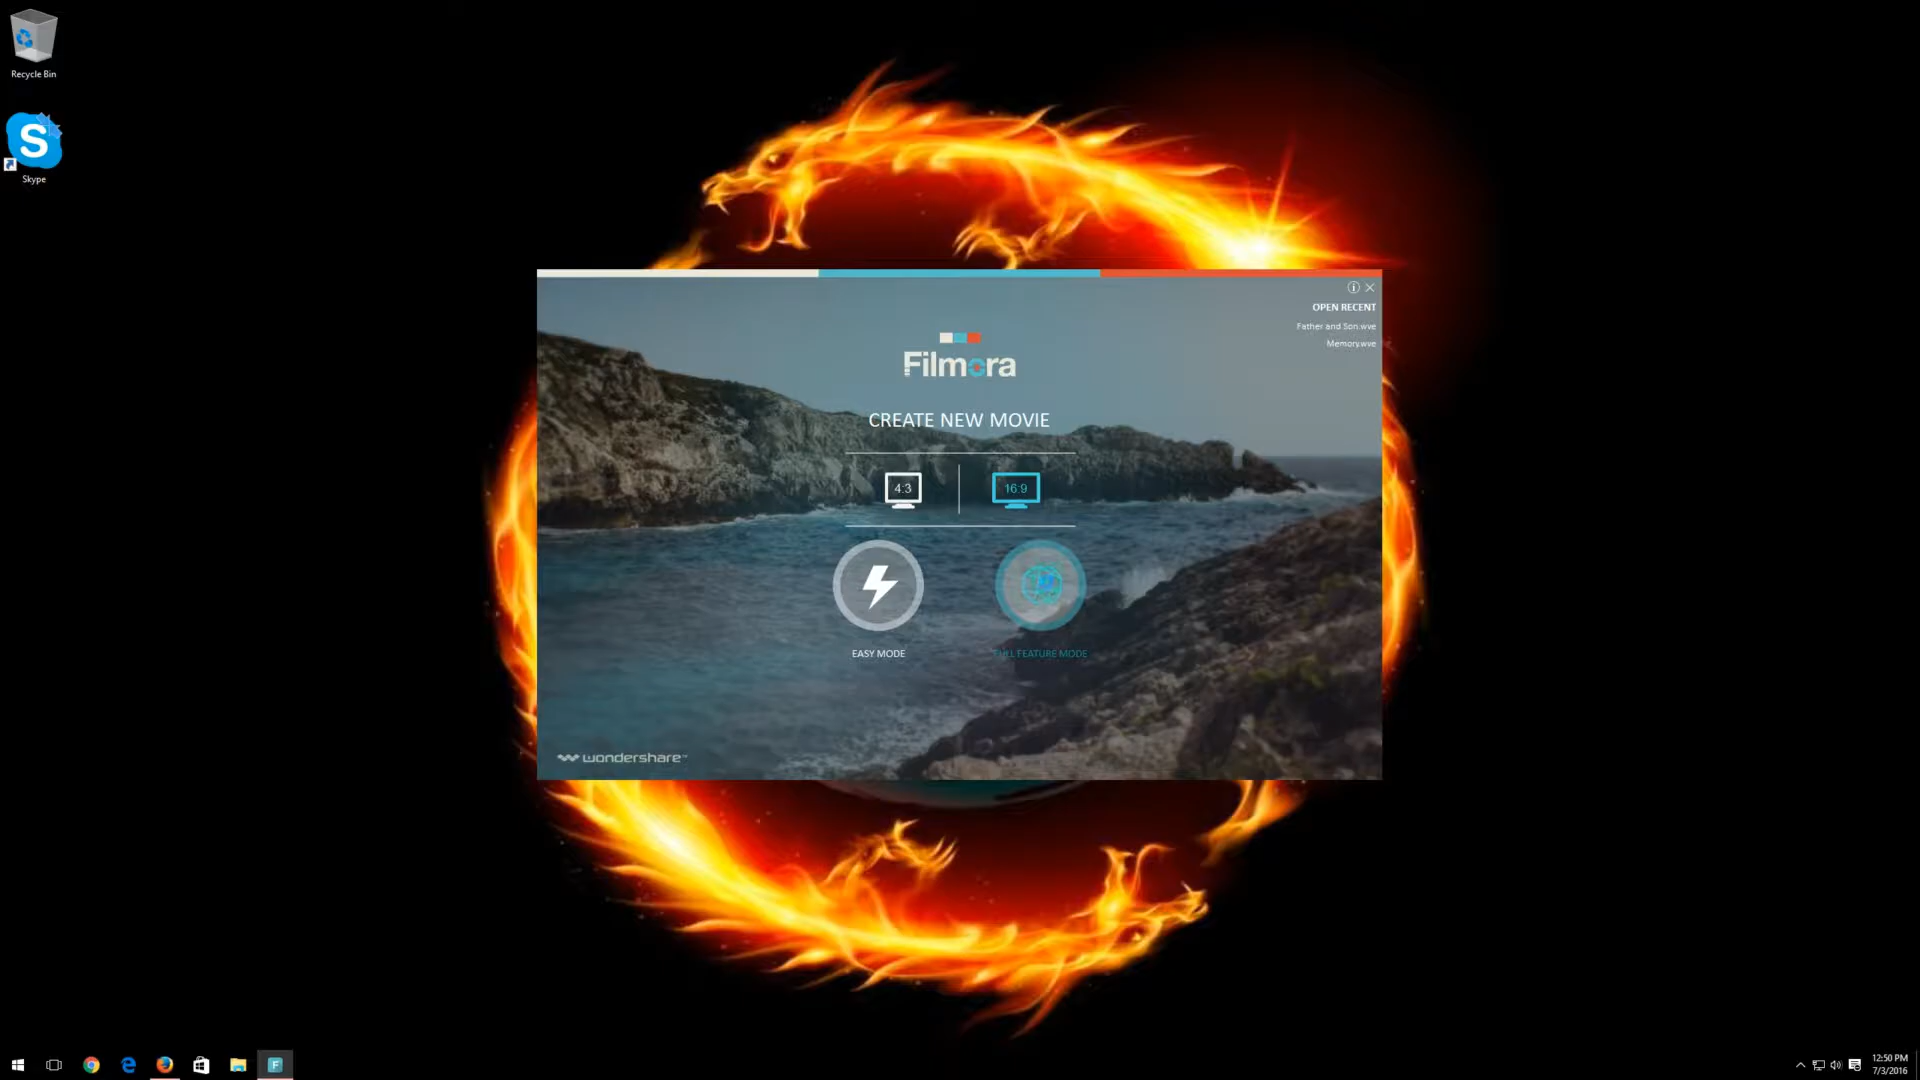 Recycle Bin
S
Skype
OPEN RECENT
Father and Son.wve
Memory.wve
Filmora
CREATE NEW MOVIE
4:3
16:9
EASY MODE
FULL FEATURE MODE
wondershare™
F
12:50 PM
7/3/2016